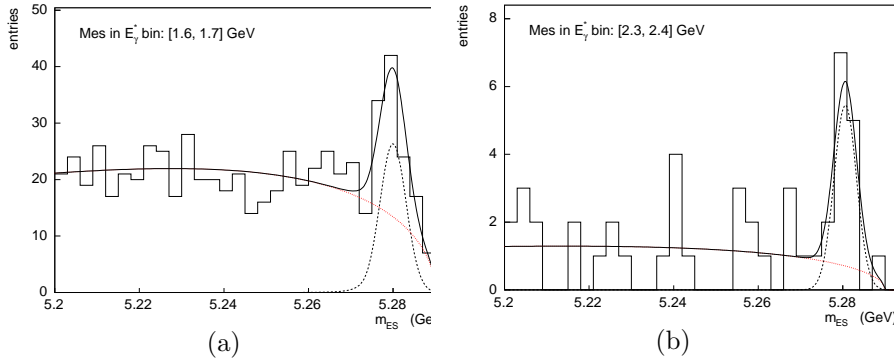 entries
50
40
30
20
10
0
Mes in E*γ bin: [1.6, 1.7] GeV
5.2 5.22 5.24 5.26 5.28
mES (Ge
(a)
entries
8
6
4
2
0
Mes in E*γ bin: [2.3, 2.4] GeV
5.2 5.22 5.24 5.26 5.28
mES (GeV)
(b)